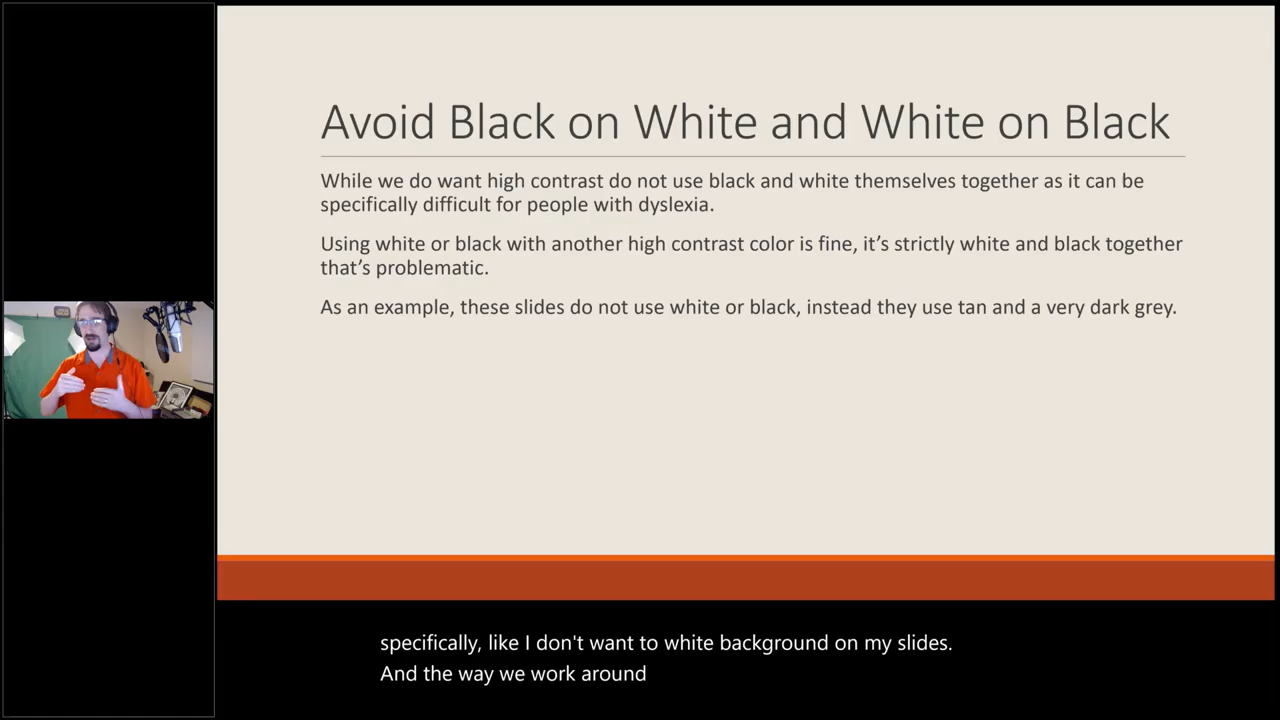 Avoid Black on White and White on Black
While we do want high contrast do not use black and white themselves together as it can be
specifically difficult for people with dyslexia.
Using white or black with another high contrast color is fine, it’s strictly white and black together
that’s problematic.
As an example, these slides do not use white or black, instead they use tan and a very dark grey.
specifically, like I don't want to white background on my slides.
And the way we work around